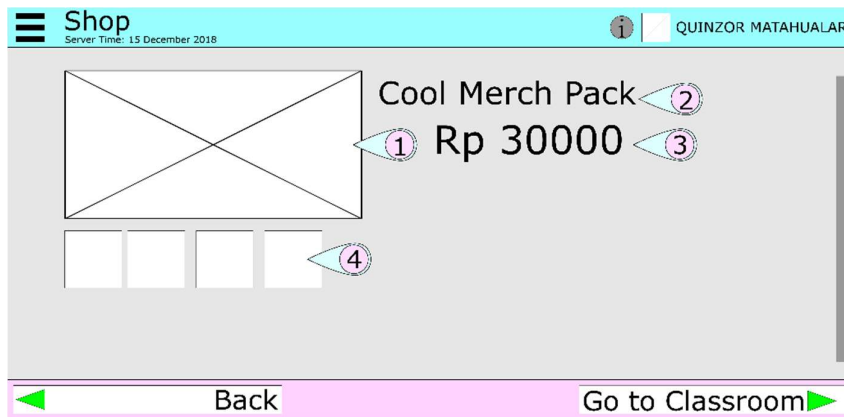 Shop
Server Time: 15 December 2018
i
QUINZOR MATAHUALAR
Cool Merch Pack
2
1
Rp 30000
3
4
Back
Go to Classroom